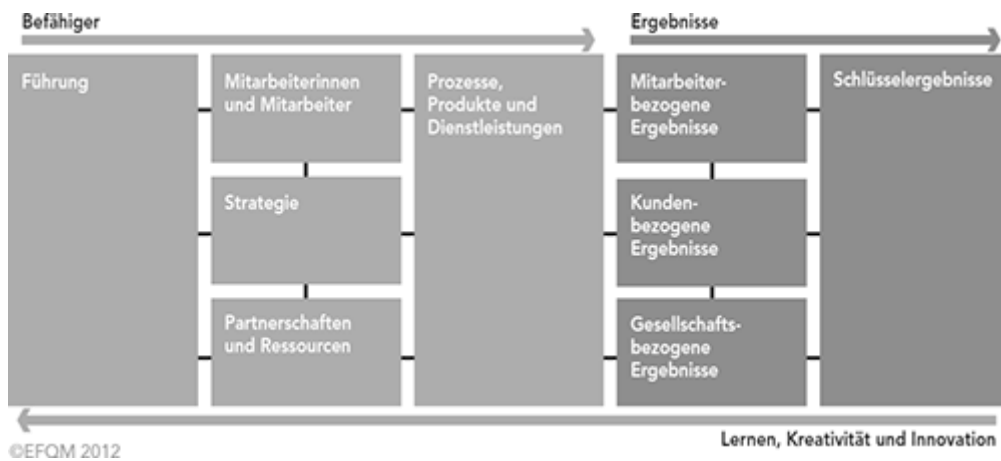 Befähiger
Ergebnisse
Führung
Mitarbeiterinnen
und Mitarbeiter
Prozesse,
Produkte und
Dienstleistungen
Mitarbeiter-
bezogene
Ergebnisse
Schlüsselergebnisse
Strategie
Kunden-
bezogene
Ergebnisse
Partnerschaften
und Ressourcen
Gesellschafts-
bezogene
Ergebnisse
Lernen, Kreativität und Innovation
©EFQM 2012